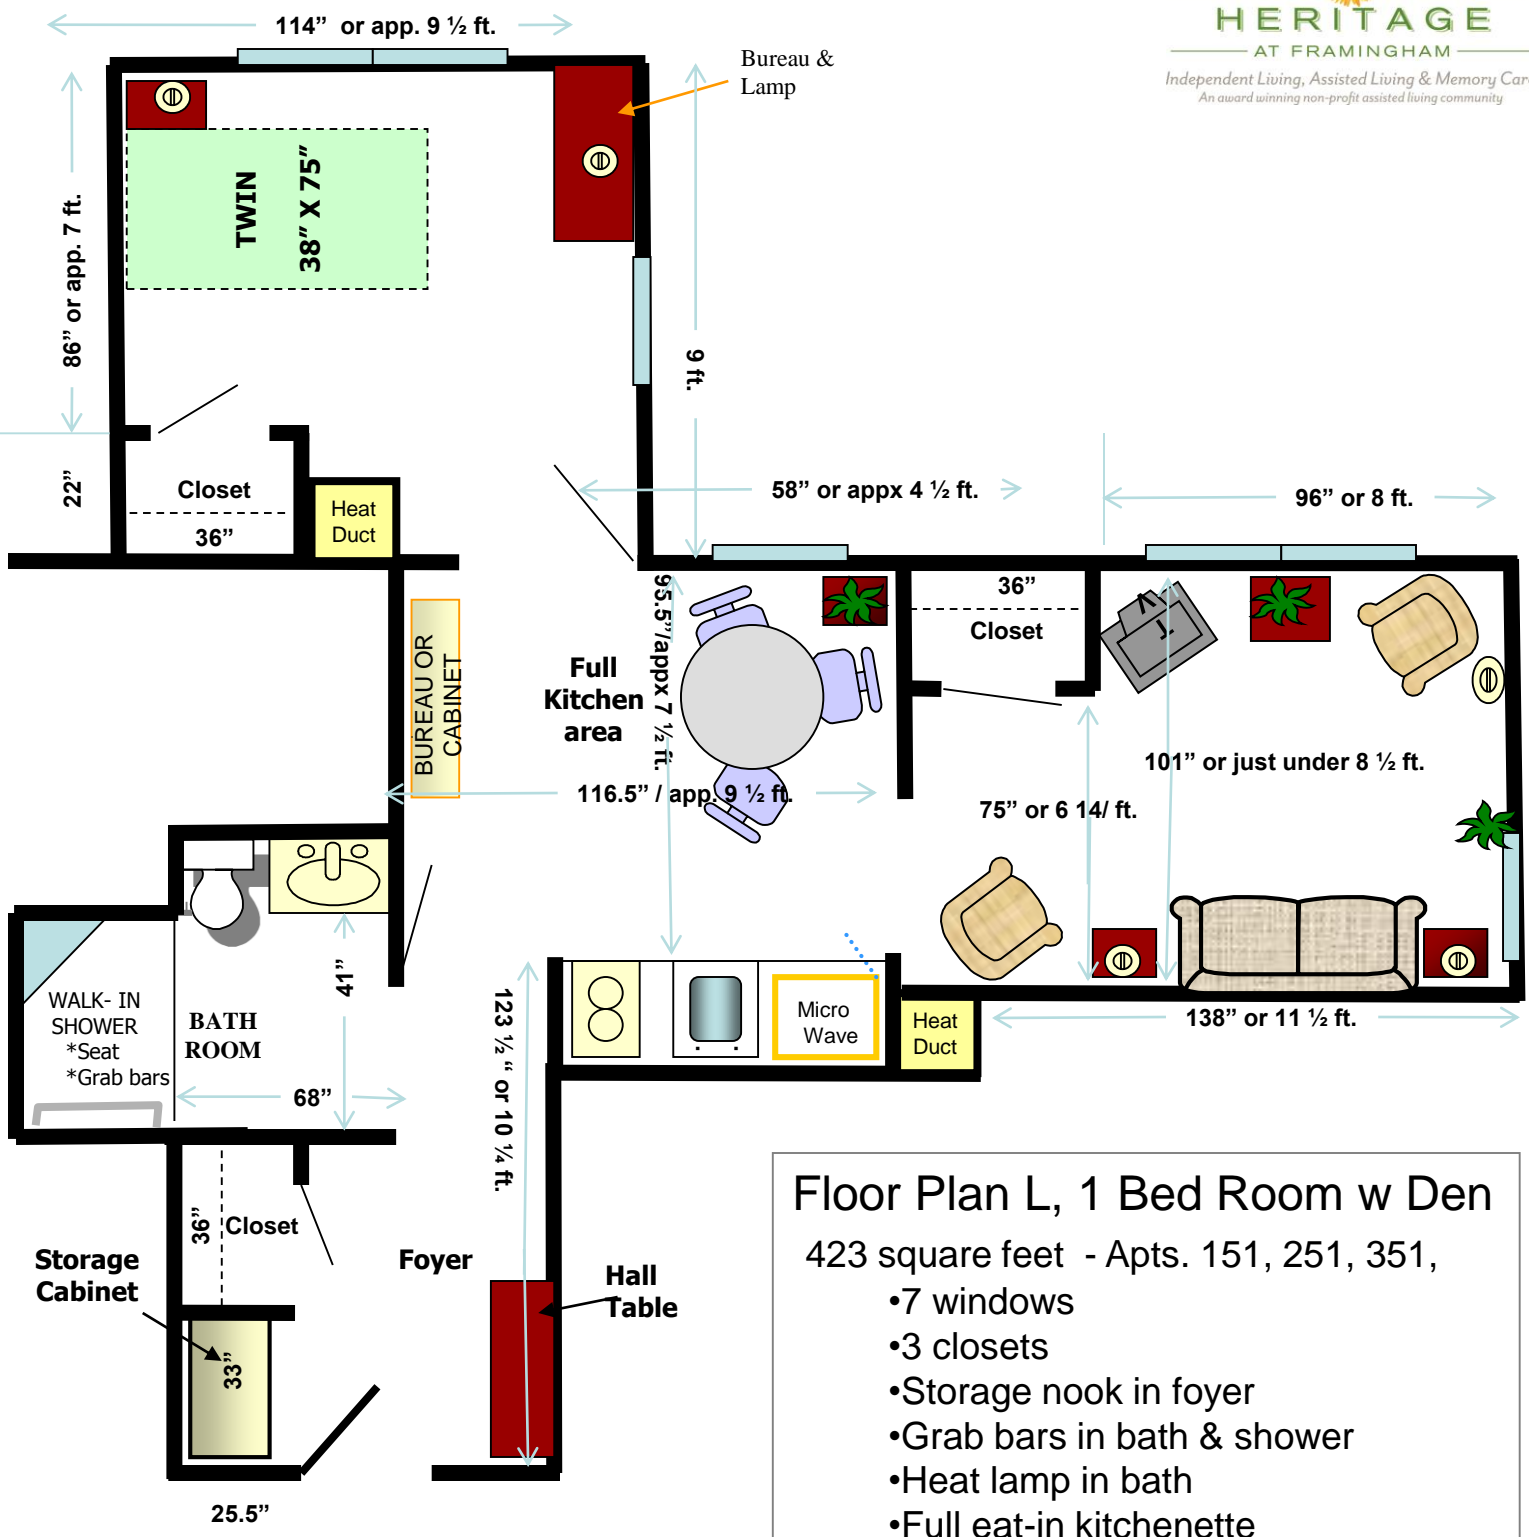 114” or app. 9 ½ ft.
HERITAGE
AT FRAMINGHAM
Independent Living, Assisted Living & Memory Car
An award winning non-profit assisted living community
Bureau &
Lamp
TWIN
38” X 75”
86” or app. 7 ft.
9 ft.
22”
Closet
36”
Heat
Duct
58” or appx 4 ½ ft.
96” or 8 ft.
36”
Closet
TV
BUREAU OR
CABINET
Full
Kitchen
area
95.5”/appx 7 ½ ft.
116.5” / app. 9 ½ ft.
101” or just under 8 ½ ft.
75” or 6 14/ ft.
WALK- IN
SHOWER
*Seat
*Grab bars
BATH
ROOM
41”
68”
123 ½ “ or 10 ¼ ft.
Micro
Wave
Heat
Duct
138” or 11 ½ ft.
36”
Closet
Storage
Cabinet
33”
Foyer
Hall
Table
25.5”
Floor Plan L, 1 Bed Room w Den
423 square feet - Apts. 151, 251, 351,
•7 windows
•3 closets
•Storage nook in foyer
•Grab bars in bath & shower
•Heat lamp in bath
•Full eat-in kitchenette